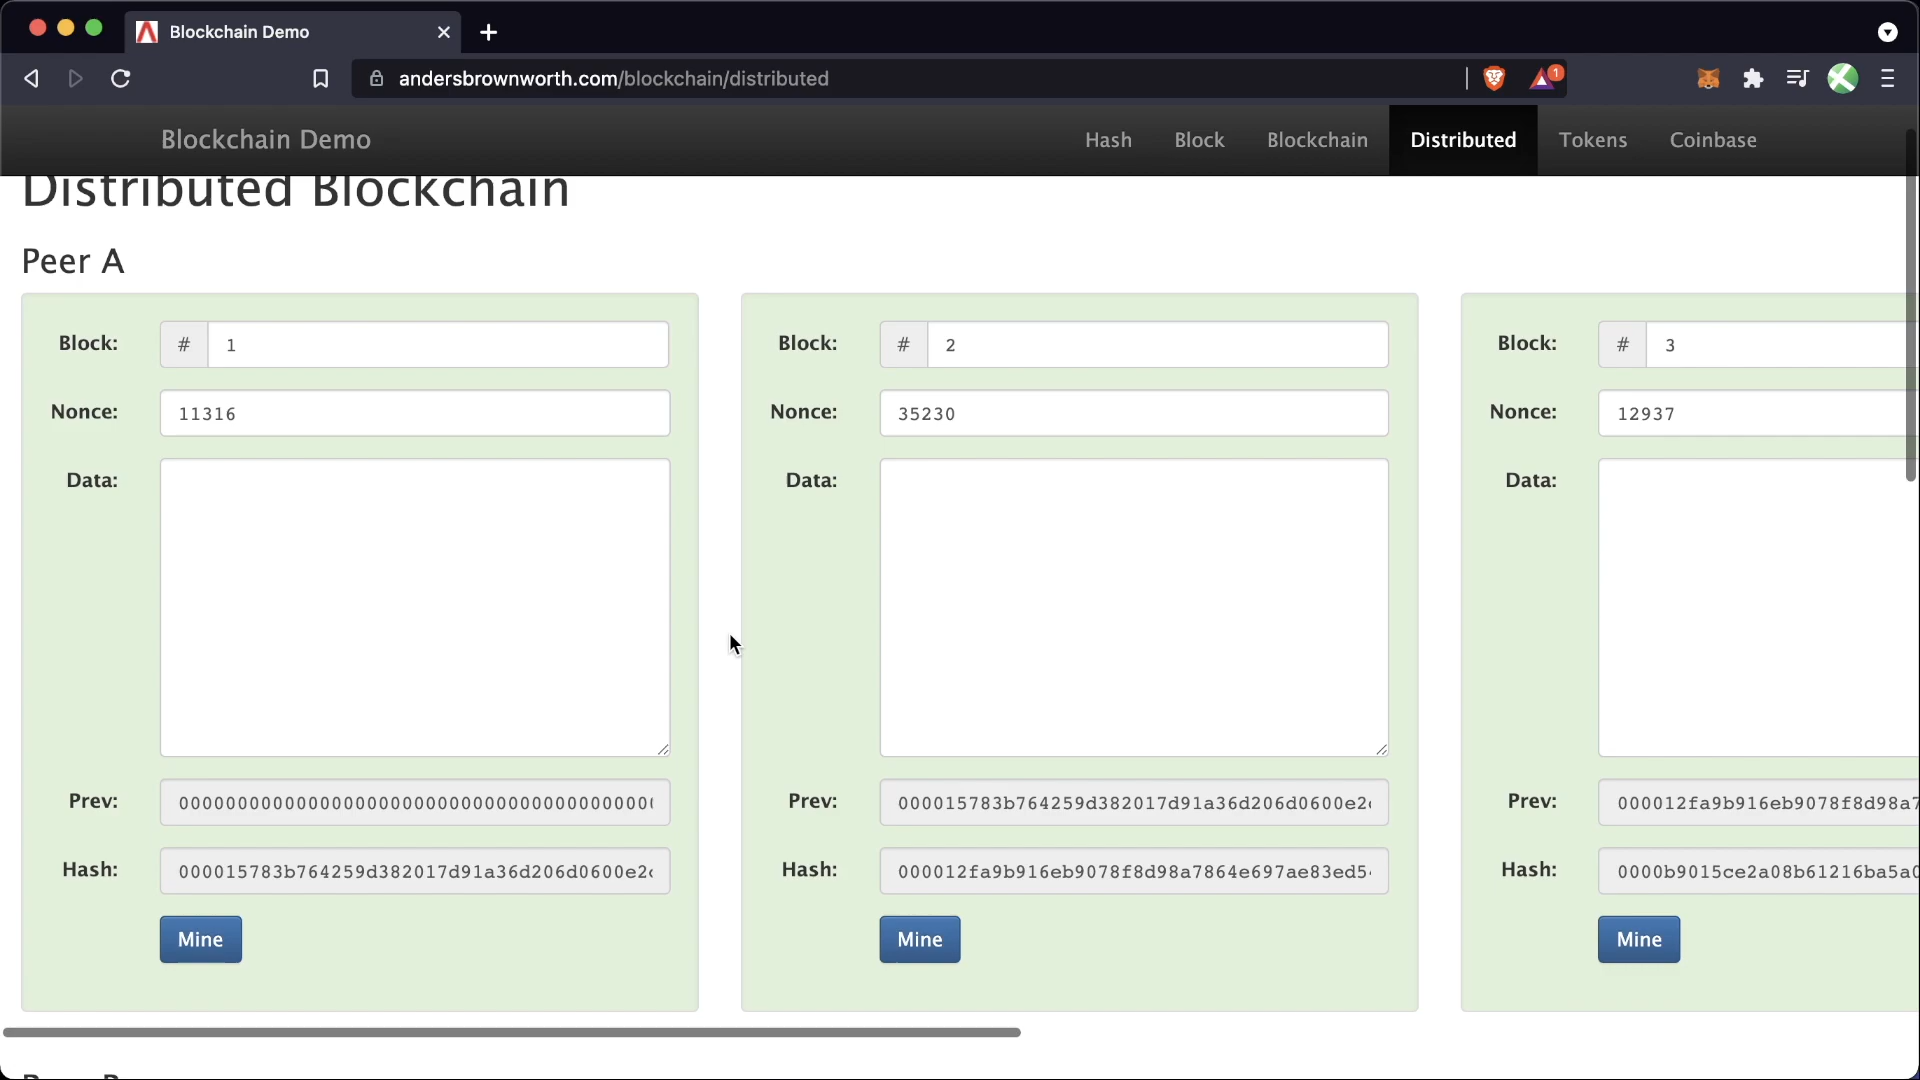 Blockchain Demo
andersbrownworth.com/blockchain/distributed
1
Blockchain Demo
Hash
Block
Blockchain
Distributed
Tokens
Coinbase
Distributed Blockchain
Peer A
Block: # 1
Nonce: 11316
Data:
Prev: 0000000000000000000000000000000000000000
Hash: 000015783b764259d382017d91a36d206d0600e2
Mine
Block: # 2
Nonce: 35230
Data:
Prev: 000015783b764259d382017d91a36d206d0600e2
Hash: 000012fa9b916eb9078f8d98a7864e697ae83ed5
Mine
Block: # 3
Nonce: 12937
Data:
Prev: 000012fa9b916eb9078f8d98a7
Hash: 0000b9015ce2a08b61216ba5a0
Mine